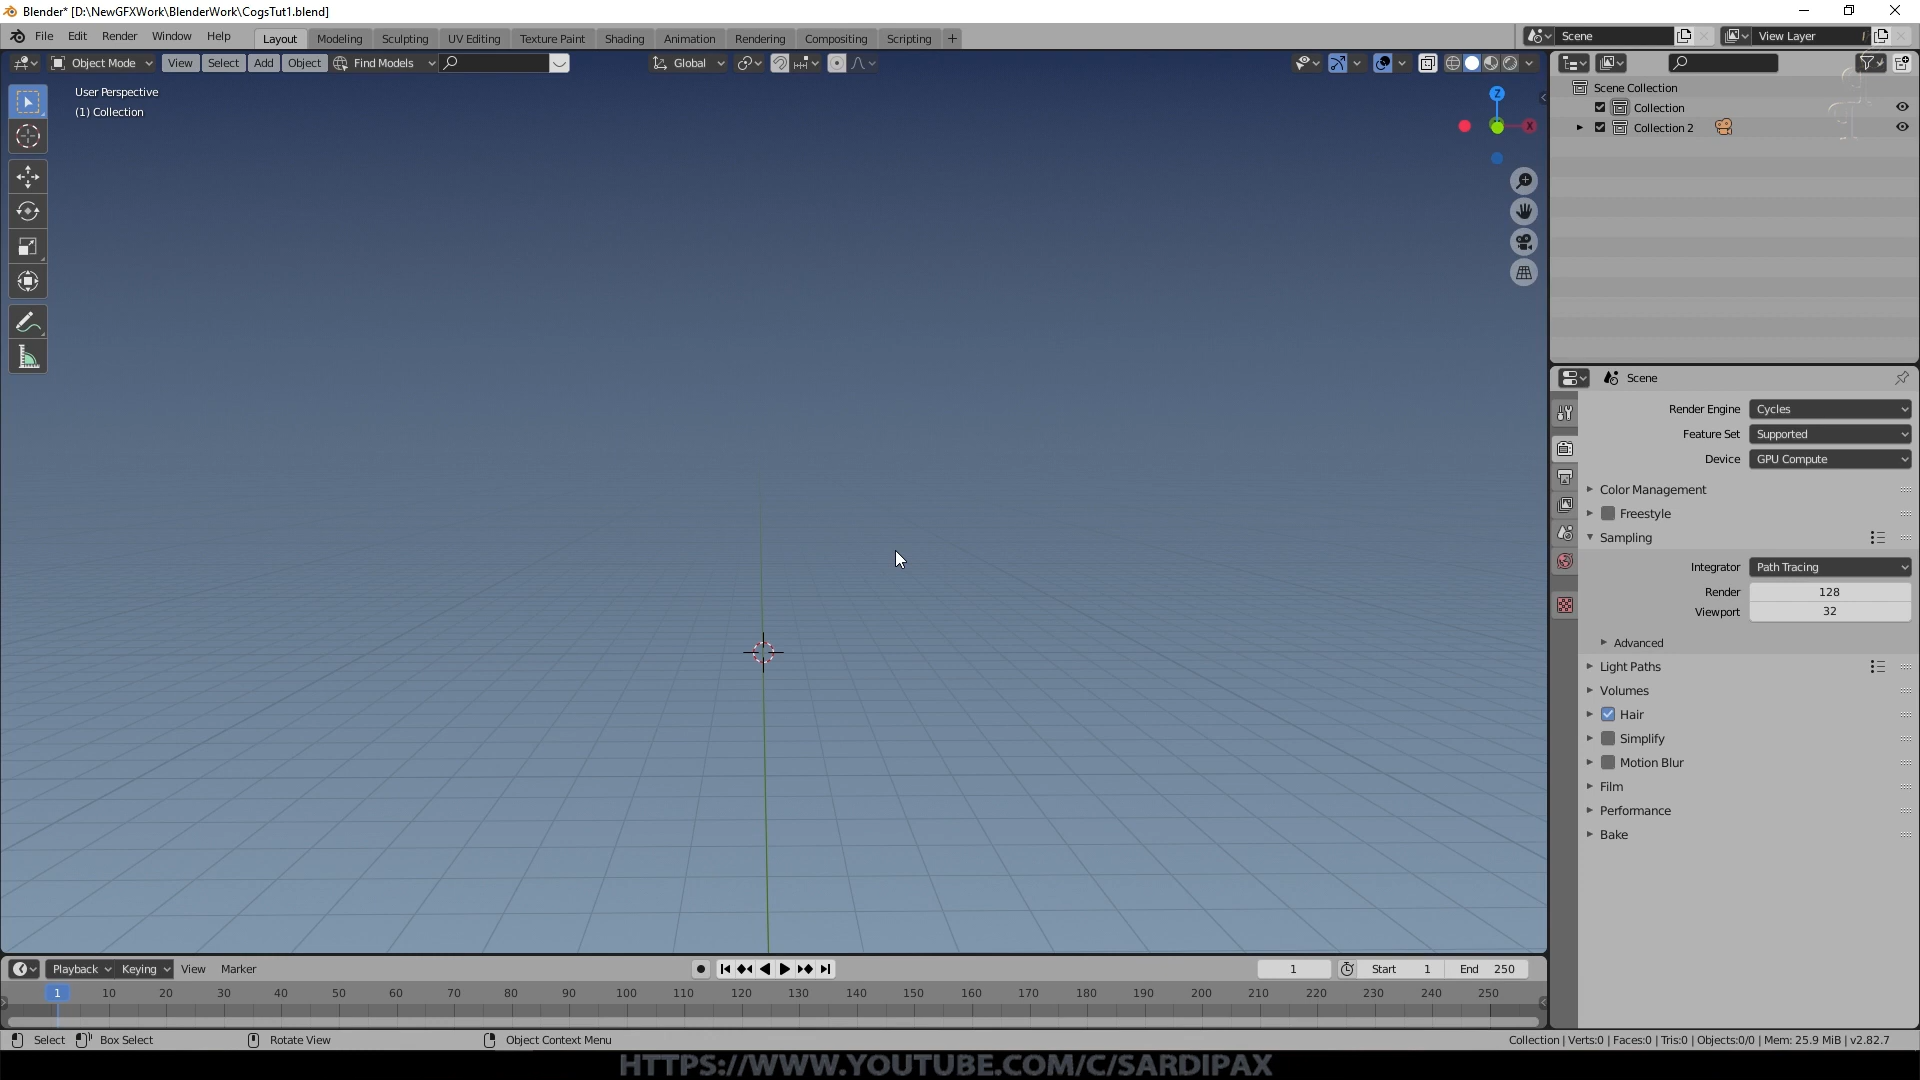 Blender* [D:\NewGFXWork\BlenderWork\CogsTut1.blend]
File Edit Render Window Help Layout Modeling Sculpting UV Editing Texture Paint Shading Animation Rendering Compositing Scripting + Scene View Layer
Object Mode View Select Add Object Find Models Global
User Perspective
(1) Collection
Z
X
Scene Collection
Collection
Collection 2
Scene
Render Engine Cycles
Feature Set Supported
Device GPU Compute
Color Management
Freestyle
Sampling
Integrator Path Tracing
Render 128
Viewport 32
Advanced
Light Paths
Volumes
Hair
Simplify
Motion Blur
Film
Performance
Bake
Playback Keying View Marker 1 Start 1 End 250
1 10 20 30 40 50 60 70 80 90 100 110 120 130 140 150 160 170 180 190 200 210 220 230 240 250
Select Box Select Rotate View Object Context Menu Collection | Verts:0 | Faces:0 | Tris:0 | Objects:0/0 | Mem: 25.9 MiB | v2.82.7
HTTPS://WWW.YOUTUBE.COM/C/SARDIPAX